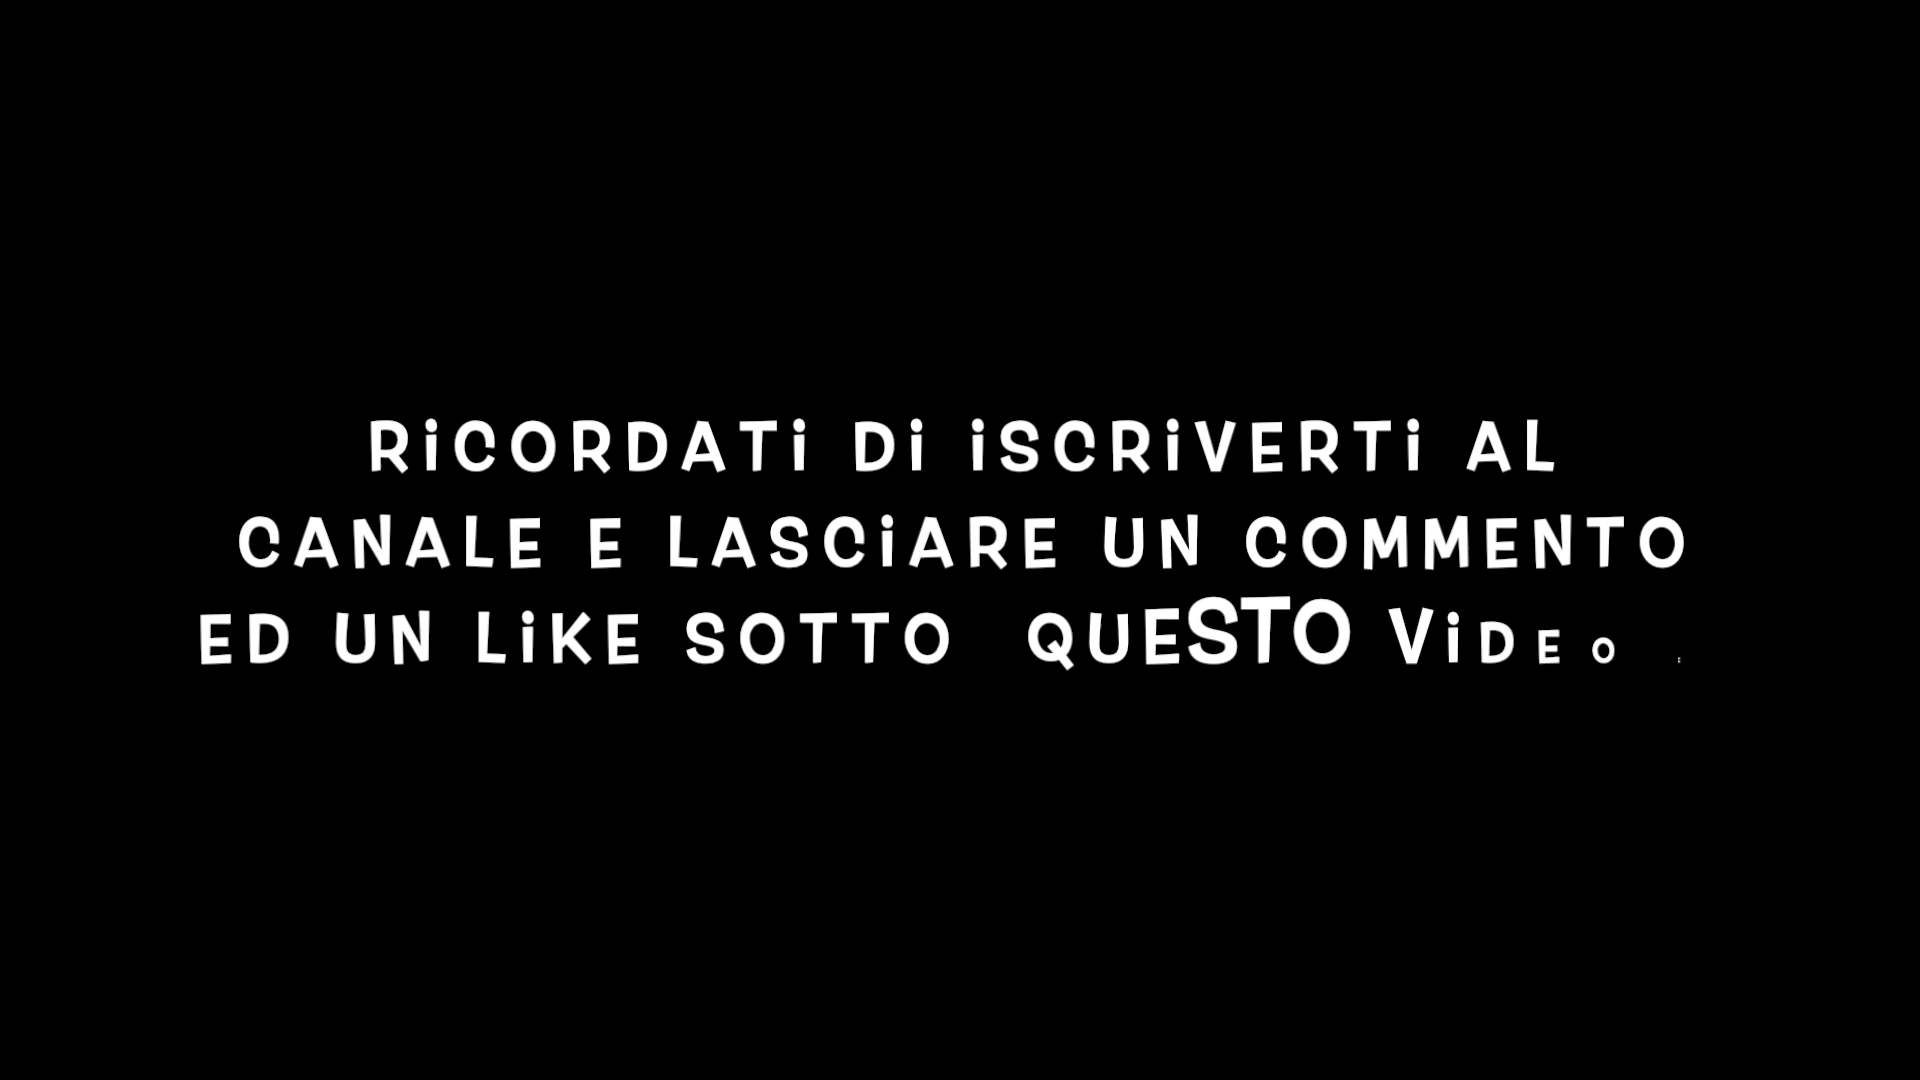 RiCORDATi Di iSCRiVERTi AL
CANALE E LASCiARE UN COMMENTO
ED UN LiKE SOTTO QUESTO ViDEO :